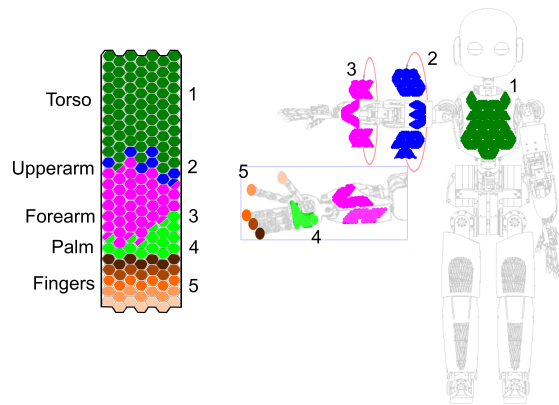 Torso 1
Upperarm 2
Forearm 3
Palm 4
Fingers 5
1
2
3
4
5